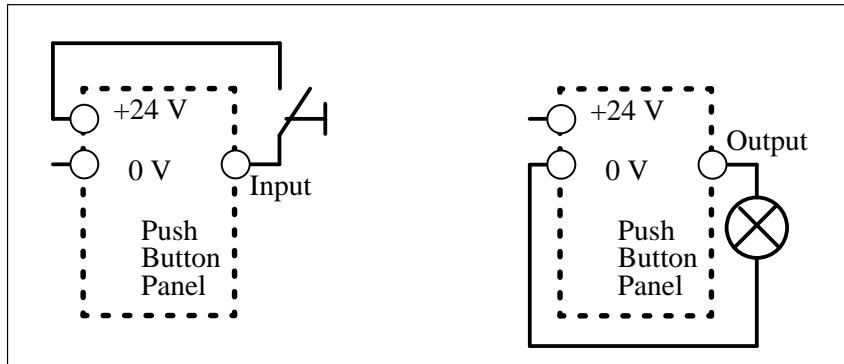 +24 V
0 V
Input
Push
Button
Panel
+24 V
Output
0 V
Push
Button
Panel